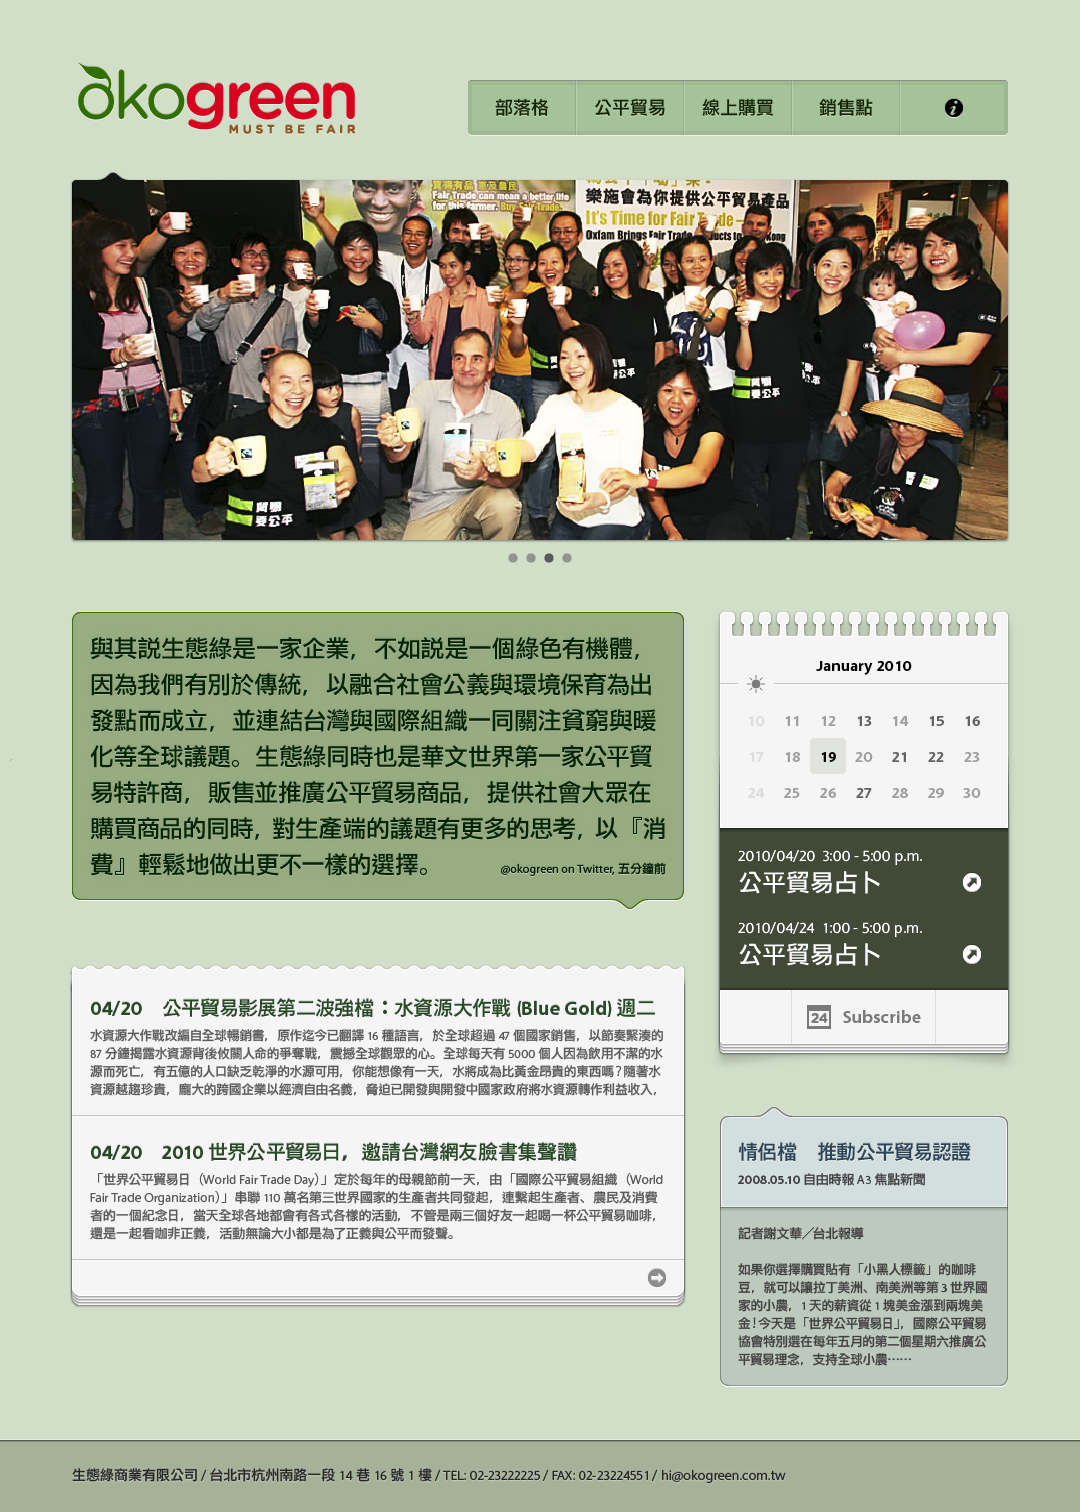 ökogreen
MUST BE FAIR
部落格
公平貿易
線上購買
銷售點
i
樂施會為你提供公平貿易產品
Fair Trade can mean a better life
for this farmer. Buy Fair Trade.
It's Time for Fair Trade
Oxfam Brings Fair Trade Products to Hong Kong
與其説生態綠是一家企業，不如説是一個綠色有機體，
因為我們有別於傳統，以融合社會公義與環境保育為出
發點而成立，並連結台灣與國際組織一同關注貧窮與暖
化等全球議題。生態綠同時也是華文世界第一家公平貿
易特許商，販售並推廣公平貿易商品，提供社會大眾在
購買商品的同時，對生產端的議題有更多的思考，以『消
費』輕鬆地做出更不一樣的選擇。
@okogreen on Twitter, 五分鐘前
January 2010
10 11 12 13 14 15 16
17 18 19 20 21 22 23
24 25 26 27 28 29 30
2010/04/20 3:00 - 5:00 p.m.
公平貿易占卜
2010/04/24 1:00 - 5:00 p.m.
公平貿易占卜
24 Subscribe
04/20 公平貿易影展第二波強檔：水資源大作戰 (Blue Gold) 週二
水資源大作戰改編自全球暢銷書，原作迄今已翻譯 16 種語言，於全球超過 47 個國家銷售，以節奏緊湊的
87 分鐘揭露水資源背後攸關人命的爭奪戰，震撼全球觀眾的心。全球每天有 5000 個人因為飲用不潔的水
源而死亡，有五億的人口缺乏乾淨的水源可用，你能想像有一天，水將成為比黃金昂貴的東西嗎？隨著水
資源越趨珍貴，龐大的跨國企業以經濟自由名義，脅迫已開發與開發中國家政府將水資源轉作利益收入，
04/20 2010 世界公平貿易日，邀請台灣網友臉書集聲讚
「世界公平貿易日（World Fair Trade Day）」定於每年的母親節前一天，由「國際公平貿易組織（World
Fair Trade Organization）」串聯 110 萬名第三世界國家的生產者共同發起，連繫起生產者、農民及消費
者的一個紀念日，當天全球各地都會有各式各樣的活動，不管是兩三個好友一起喝一杯公平貿易咖啡，
還是一起看咖非正義，活動無論大小都是為了正義與公平而發聲。
情侶檔 推動公平貿易認證
2008.05.10 自由時報 A3 焦點新聞
記者謝文華／台北報導
如果你選擇購買貼有「小黑人標籤」的咖啡
豆，就可以讓拉丁美洲、南美洲等第 3 世界國
家的小農，1 天的薪資從 1 塊美金漲到兩塊美
金！今天是「世界公平貿易日」，國際公平貿易
協會特別選在每年五月的第二個星期六推廣公
平貿易理念，支持全球小農⋯⋯
生態綠商業有限公司 / 台北市杭州南路一段 14 巷 16 號 1 樓 / TEL: 02-23222225 / FAX: 02-23224551 / hi@okogreen.com.tw